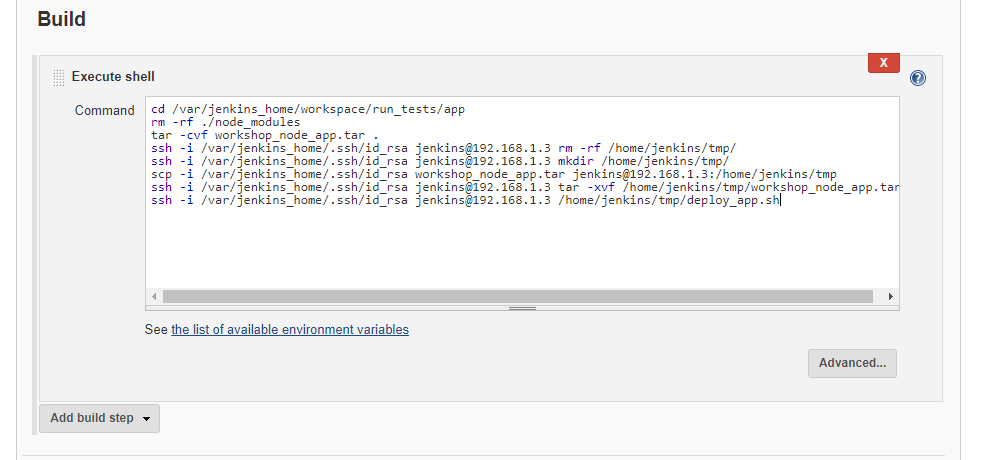 Build
X
Execute shell
?
Command
cd /var/jenkins_home/workspace/run_tests/app
rm -rf ./node_modules
tar -cvf workshop_node_app.tar .
ssh -i /var/jenkins_home/.ssh/id_rsa jenkins@192.168.1.3 rm -rf /home/jenkins/tmp/
ssh -i /var/jenkins_home/.ssh/id_rsa jenkins@192.168.1.3 mkdir /home/jenkins/tmp/
scp -i /var/jenkins_home/.ssh/id_rsa workshop_node_app.tar jenkins@192.168.1.3:/home/jenkins/tmp
ssh -i /var/jenkins_home/.ssh/id_rsa jenkins@192.168.1.3 tar -xvf /home/jenkins/tmp/workshop_node_app.tar
ssh -i /var/jenkins_home/.ssh/id_rsa jenkins@192.168.1.3 /home/jenkins/tmp/deploy_app.sh
See the list of available environment variables
Advanced...
Add build step